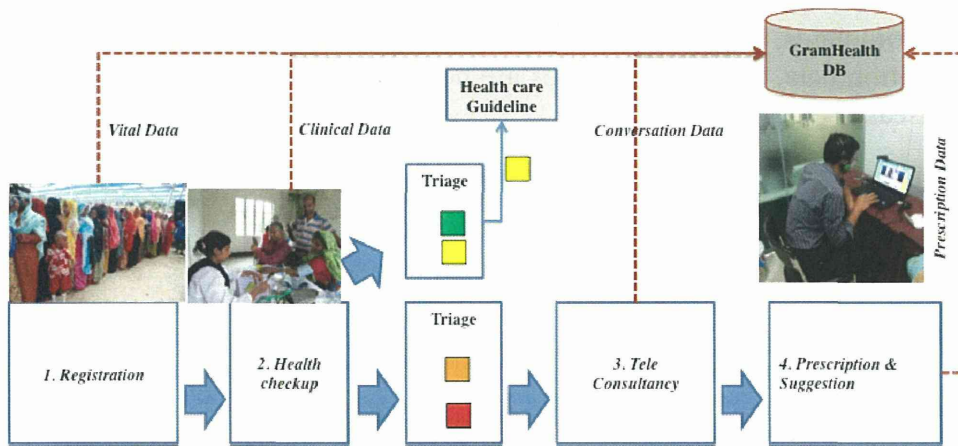 GramHealth
DB
Health care
Guideline
Vital Data
Clinical Data
Conversation Data
Prescription Data
Triage
Triage
1. Registration
2. Health
checkup
3. Tele
Consultancy
4. Prescription &
Suggestion